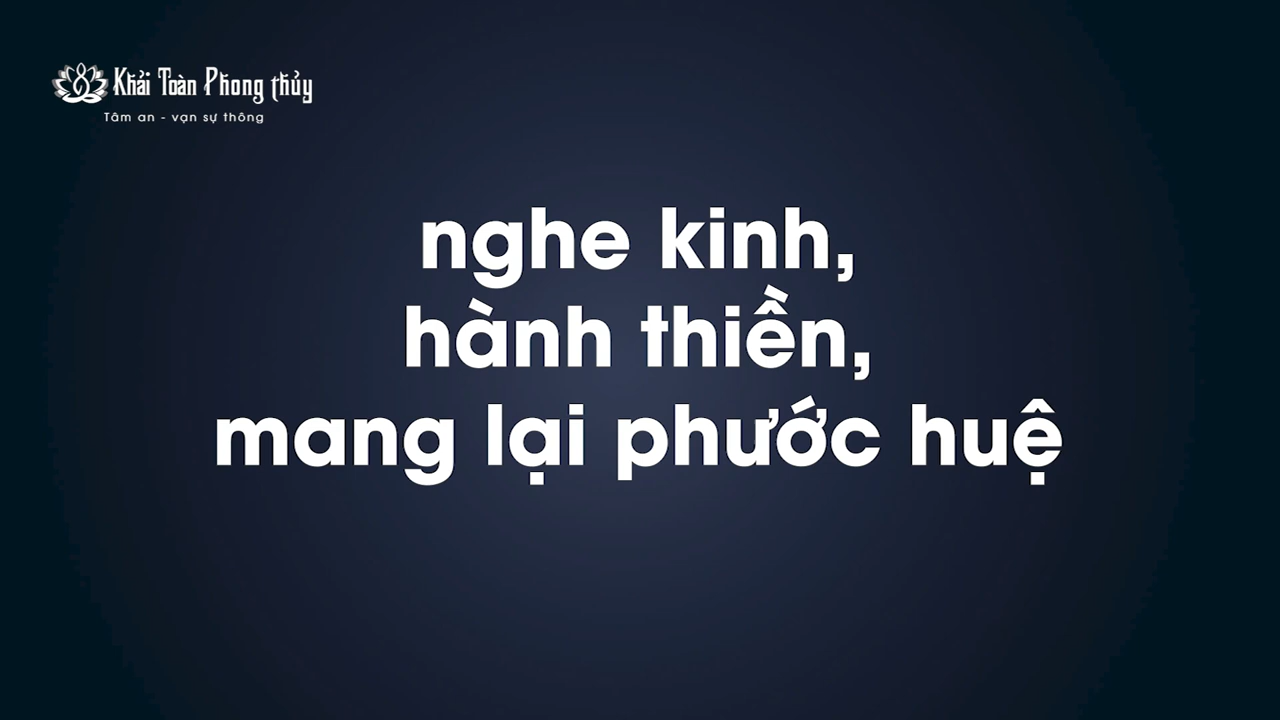 Khải Toàn Phong thủy
Tâm an - vạn sự thông
nghe kinh,
hành thiền,
mang lại phước huệ